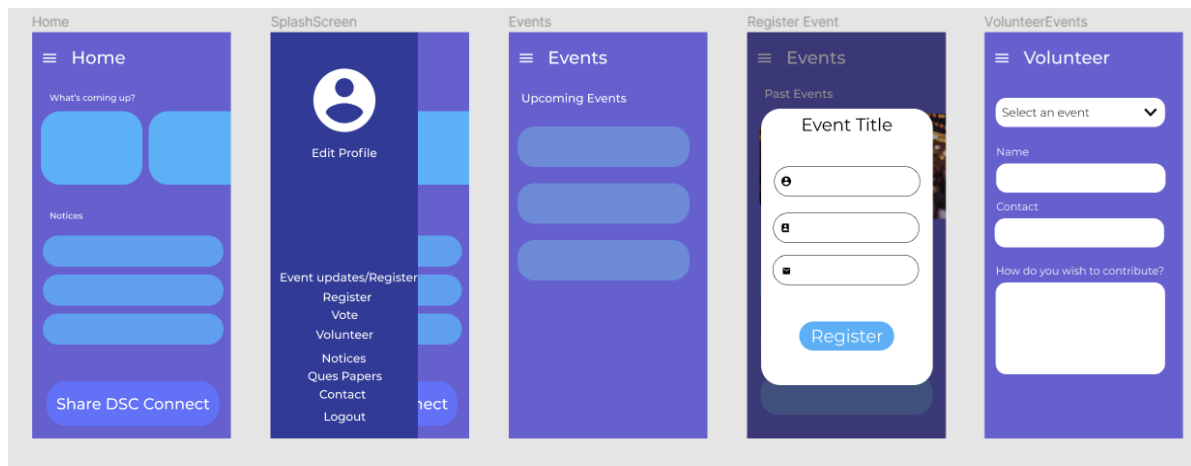 Home
Home
What's coming up?
Notices
Share DSC Connect
SplashScreen
Edit Profile
Event updates/Register
Register
Vote
Volunteer
Notices
Ques Papers
Contact
Logout
nect
Events
Events
Upcoming Events
Register Event
Events
Past Events
Event Title
Register
VolunteerEvents
Volunteer
Select an event
Name
Contact
How do you wish to contribute?